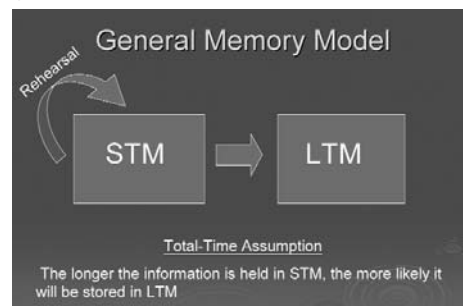 General Memory Model
Rehearsal
STM
LTM
Total-Time Assumption
The longer the information is held in STM, the more likely it
will be stored in LTM